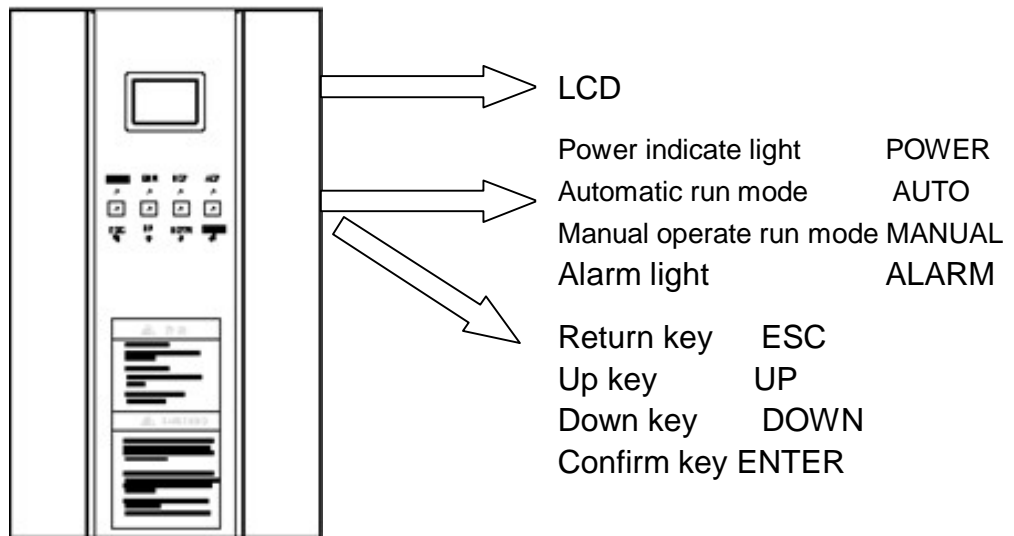 LCD
Power indicate light POWER
Automatic run mode AUTO
Manual operate run mode MANUAL
Alarm light ALARM
Return key ESC
Up key UP
Down key DOWN
Confirm key ENTER